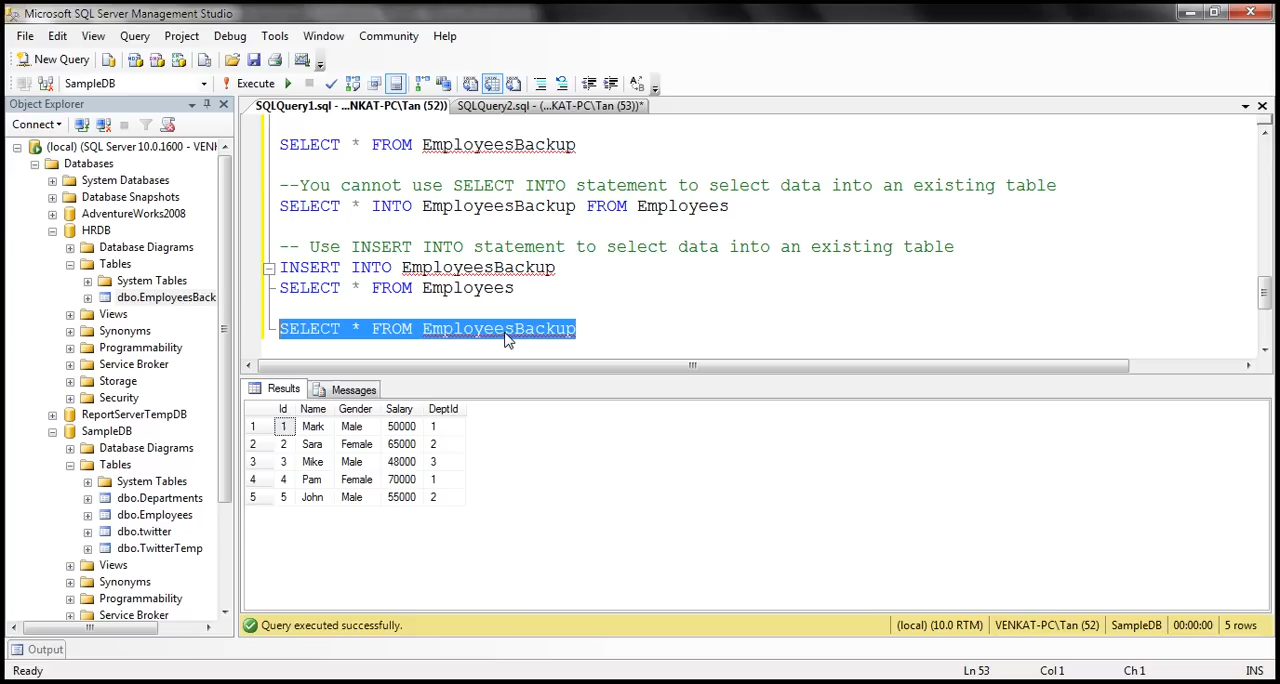 Microsoft SQL Server Management Studio
File Edit View Query Project Debug Tools Window Community Help
New Query
SampleDB Execute
Object Explorer
SQLQuery1.sql - ...NKAT-PC\Tan (52)) SQLQuery2.sql - (...KAT-PC\Tan (53))*
Connect
(local) (SQL Server 10.0.1600 - VENK
Databases
System Databases
Database Snapshots
AdventureWorks2008
HRDB
Database Diagrams
Tables
System Tables
dbo.EmployeesBack
Views
Synonyms
Programmability
Service Broker
Storage
Security
ReportServerTempDB
SampleDB
Database Diagrams
Tables
System Tables
dbo.Departments
dbo.Employees
dbo.twitter
dbo.TwitterTemp
Views
Synonyms
Programmability
Service Broker
SELECT * FROM EmployeesBackup
--You cannot use SELECT INTO statement to select data into an existing table
SELECT * INTO EmployeesBackup FROM Employees
-- Use INSERT INTO statement to select data into an existing table
INSERT INTO EmployeesBackup
SELECT * FROM Employees
SELECT * FROM EmployeesBackup
Results Messages
Id Name Gender Salary DeptId
1 1 Mark Male 50000 1
2 2 Sara Female 65000 2
3 3 Mike Male 48000 3
4 4 Pam Female 70000 1
5 5 John Male 55000 2
Query executed successfully. (local) (10.0 RTM) VENKAT-PC\Tan (52) SampleDB 00:00:00 5 rows
Output
Ready Ln 53 Col 1 Ch 1 INS